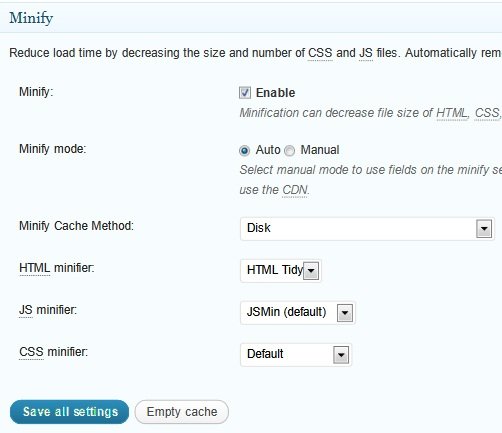 Minify
Reduce load time by decreasing the size and number of CSS and JS files. Automatically rem
Minify: Enable
Minification can decrease file size of HTML, CSS,
Minify mode: Auto Manual
Select manual mode to use fields on the minify se
use the CDN.
Minify Cache Method: Disk
HTML minifier: HTML Tidy
JS minifier: JSMin (default)
CSS minifier: Default
Save all settings Empty cache